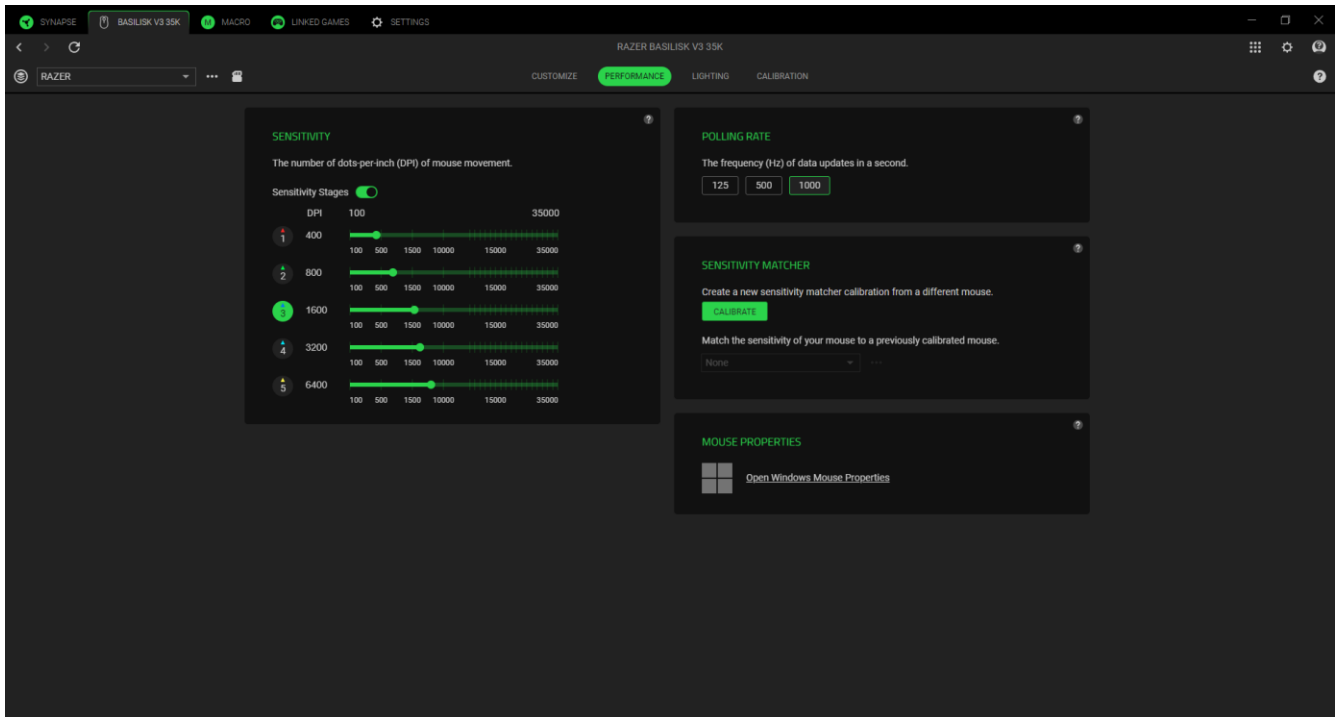 SYNAPSE BASILISK V3 35K MACRO LINKED GAMES SETTINGS
RAZER BASILISK V3 35K
RAZER CUSTOMIZE PERFORMANCE LIGHTING CALIBRATION
SENSITIVITY
The number of dots-per-inch (DPI) of mouse movement.
Sensitivity Stages
DPI 100 35000
1 400
100 500 1500 10000 15000 35000
2 800
100 500 1500 10000 15000 35000
3 1600
100 500 1500 10000 15000 35000
4 3200
100 500 1500 10000 15000 35000
5 6400
100 500 1500 10000 15000 35000
POLLING RATE
The frequency (Hz) of data updates in a second.
125 500 1000
SENSITIVITY MATCHER
Create a new sensitivity matcher calibration from a different mouse.
CALIBRATE
Match the sensitivity of your mouse to a previously calibrated mouse.
None
MOUSE PROPERTIES
Open Windows Mouse Properties